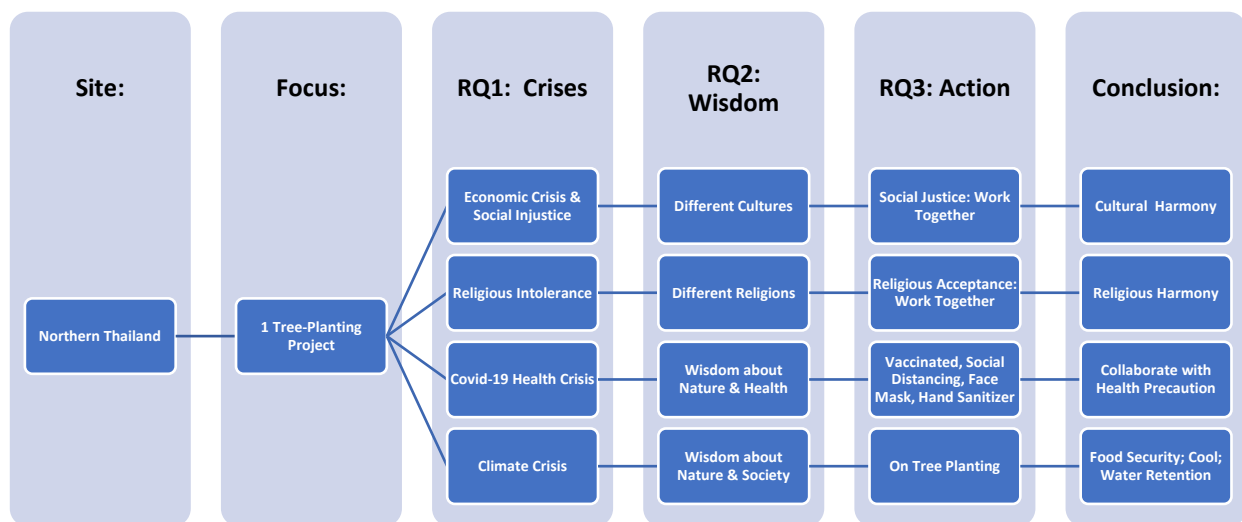 Site:
Focus:
RQ1:  Crises
RQ2:
Wisdom
RQ3: Action
Conclusion:
Northern Thailand
1 Tree-Planting
Project
Economic Crisis &
Social Injustice
Different Cultures
Social Justice: Work
Together
Cultural  Harmony
Religious Intolerance
Different Religions
Religious Acceptance:
Work Together
Religious Harmony
Covid-19 Health Crisis
Wisdom about
Nature & Health
Vaccinated, Social
Distancing, Face
Mask, Hand Sanitizer
Collaborate with
Health Precaution
Climate Crisis
Wisdom about
Nature & Society
On Tree Planting
Food Security; Cool;
Water Retention